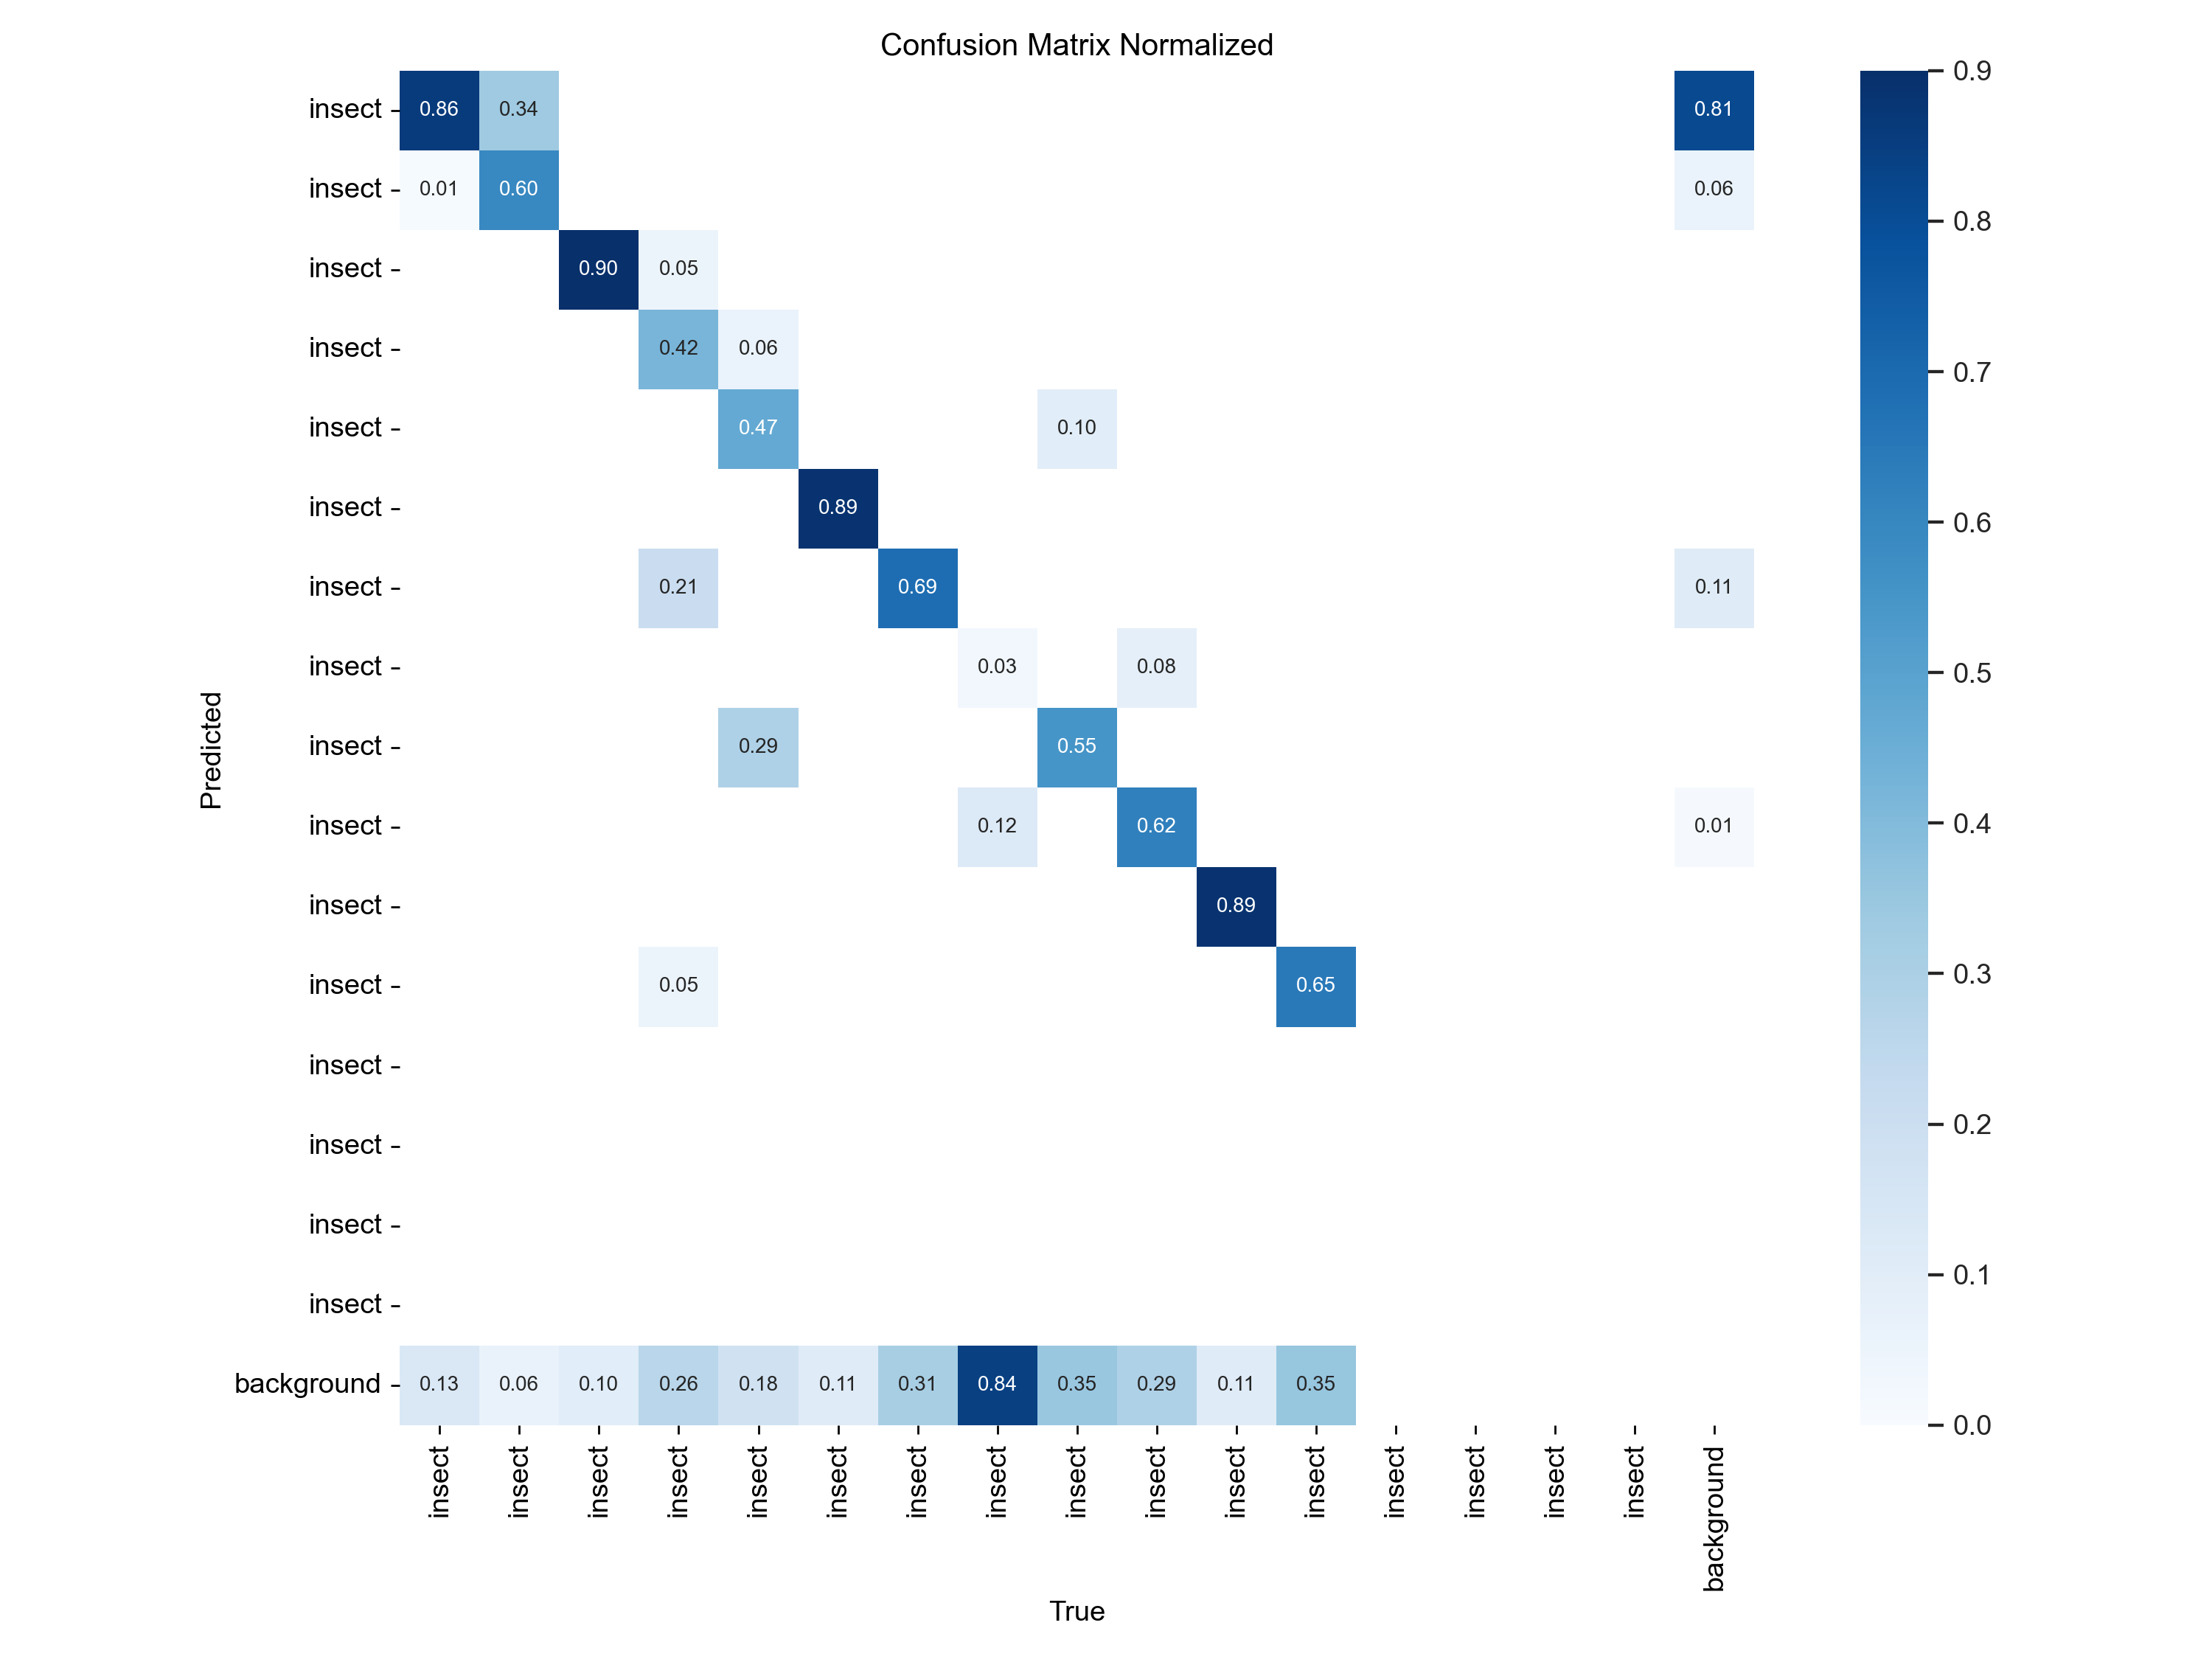 Confusion Matrix Normalized
insect 0.86 0.34 0.81
insect 0.01 0.60 0.06
insect 0.90 0.05
insect 0.42 0.06
insect 0.47 0.10
insect 0.89
insect 0.21 0.69 0.11
insect 0.03 0.08
insect 0.29 0.55
insect 0.12 0.62 0.01
insect 0.89
insect 0.05 0.65
insect
insect
insect
insect
background 0.13 0.06 0.10 0.26 0.18 0.11 0.31 0.84 0.35 0.29 0.11 0.35
insect insect insect insect insect insect insect insect insect insect insect insect insect insect insect insect background
True
Predicted
0.9
0.8
0.7
0.6
0.5
0.4
0.3
0.2
0.1
0.0